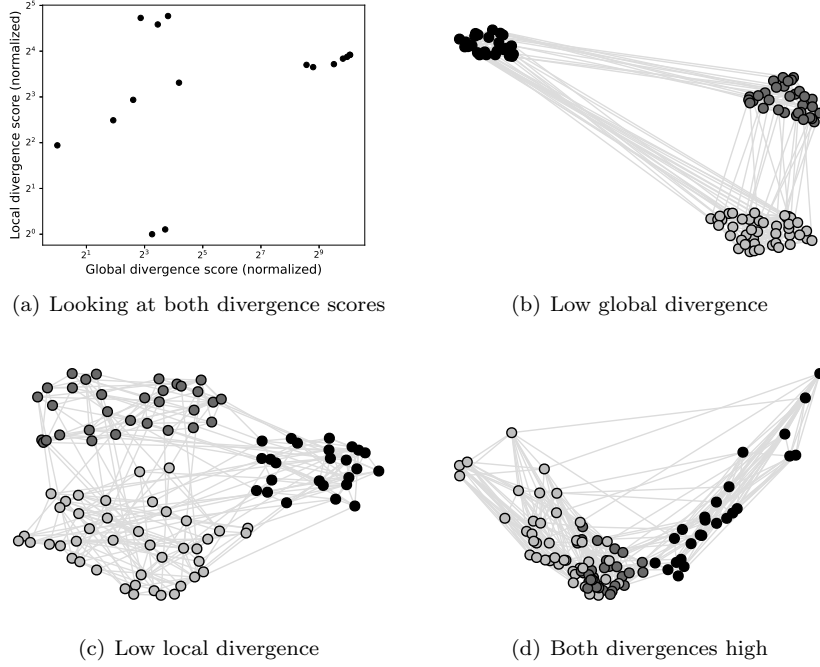 2^5
2^4
2^3
2^2
2^1
2^0
Local divergence score (normalized)
2^1 2^3 2^5 2^7 2^9
Global divergence score (normalized)
(a) Looking at both divergence scores
(b) Low global divergence
(c) Low local divergence
(d) Both divergences high